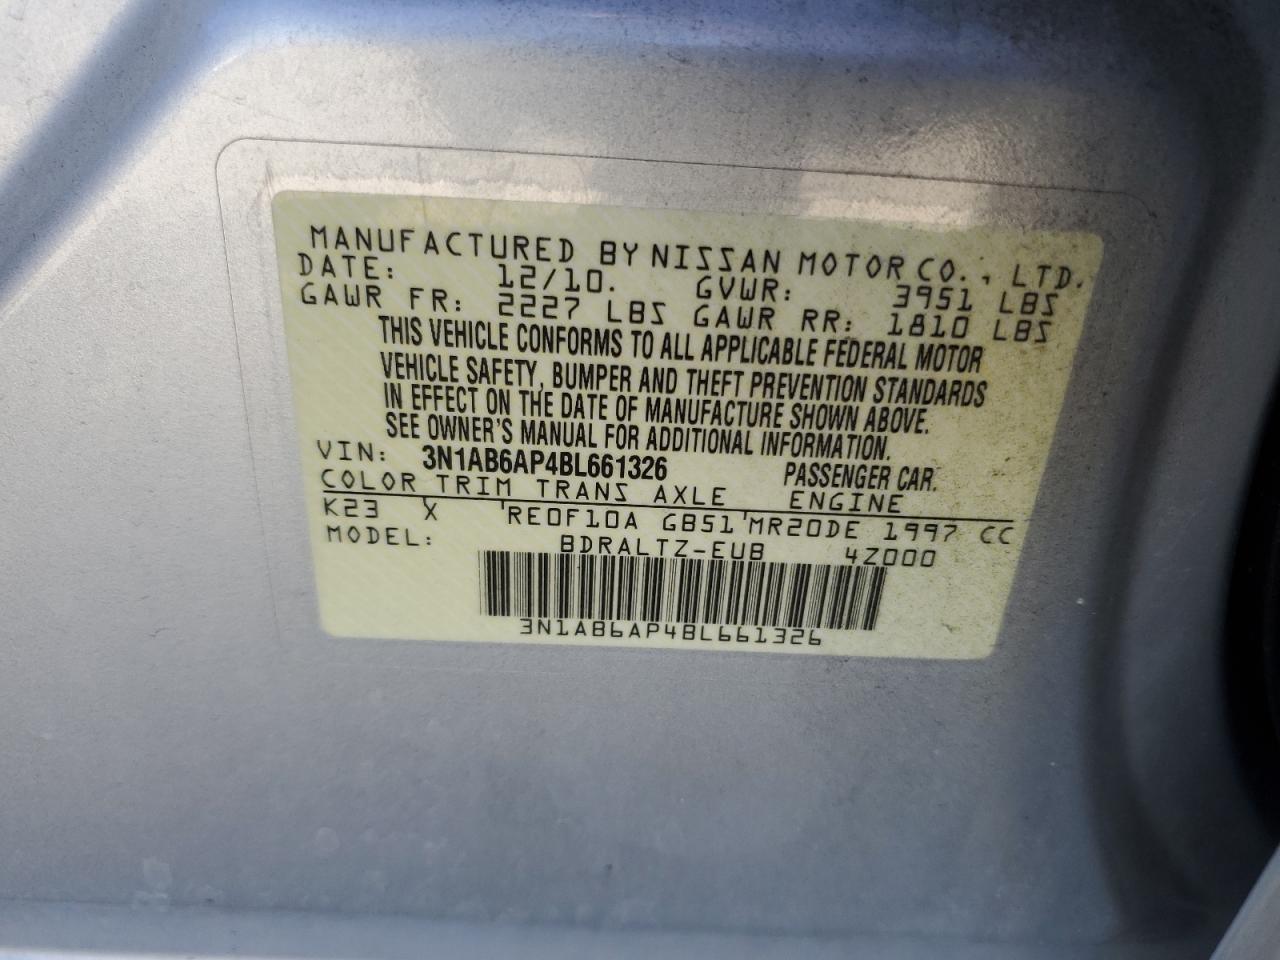 MANUFACTURED BY NISSAN MOTOR CO., LTD.
DATE: 12/10. GVWR: 3951 LBS
GAWR FR: 2227 LBS GAWR RR: 1810 LBS
THIS VEHICLE CONFORMS TO ALL APPLICABLE FEDERAL MOTOR
VEHICLE SAFETY, BUMPER AND THEFT PREVENTION STANDARDS
IN EFFECT ON THE DATE OF MANUFACTURE SHOWN ABOVE.
SEE OWNER'S MANUAL FOR ADDITIONAL INFORMATION.
VIN: 3N1AB6AP4BL661326 PASSENGER CAR.
COLOR TRIM TRANS AXLE ENGINE
K23 X 'RE0F10A GB51'MR20DE 1997 CC
MODEL: BDRALTZ-EUB 4Z000
3N1AB6AP4BL661326